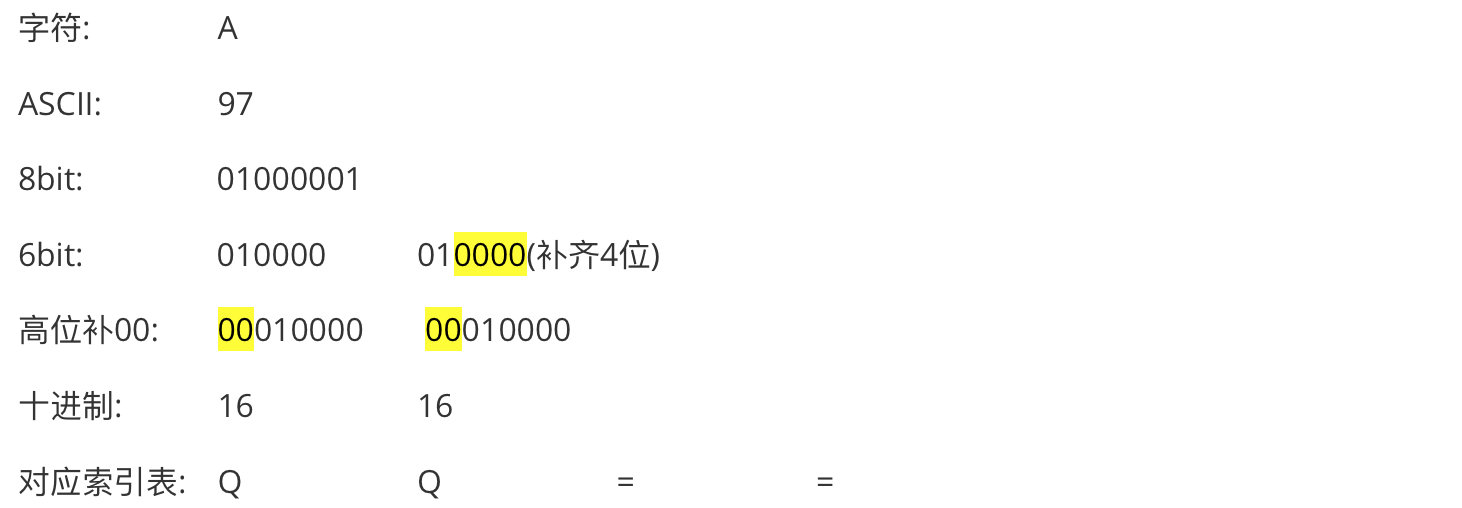 字符: A
ASCII: 97
8bit: 01000001
6bit: 010000 010000(补齐4位)
高位补00: 00010000 00010000
十进制: 16 16
对应索引表: Q Q = =